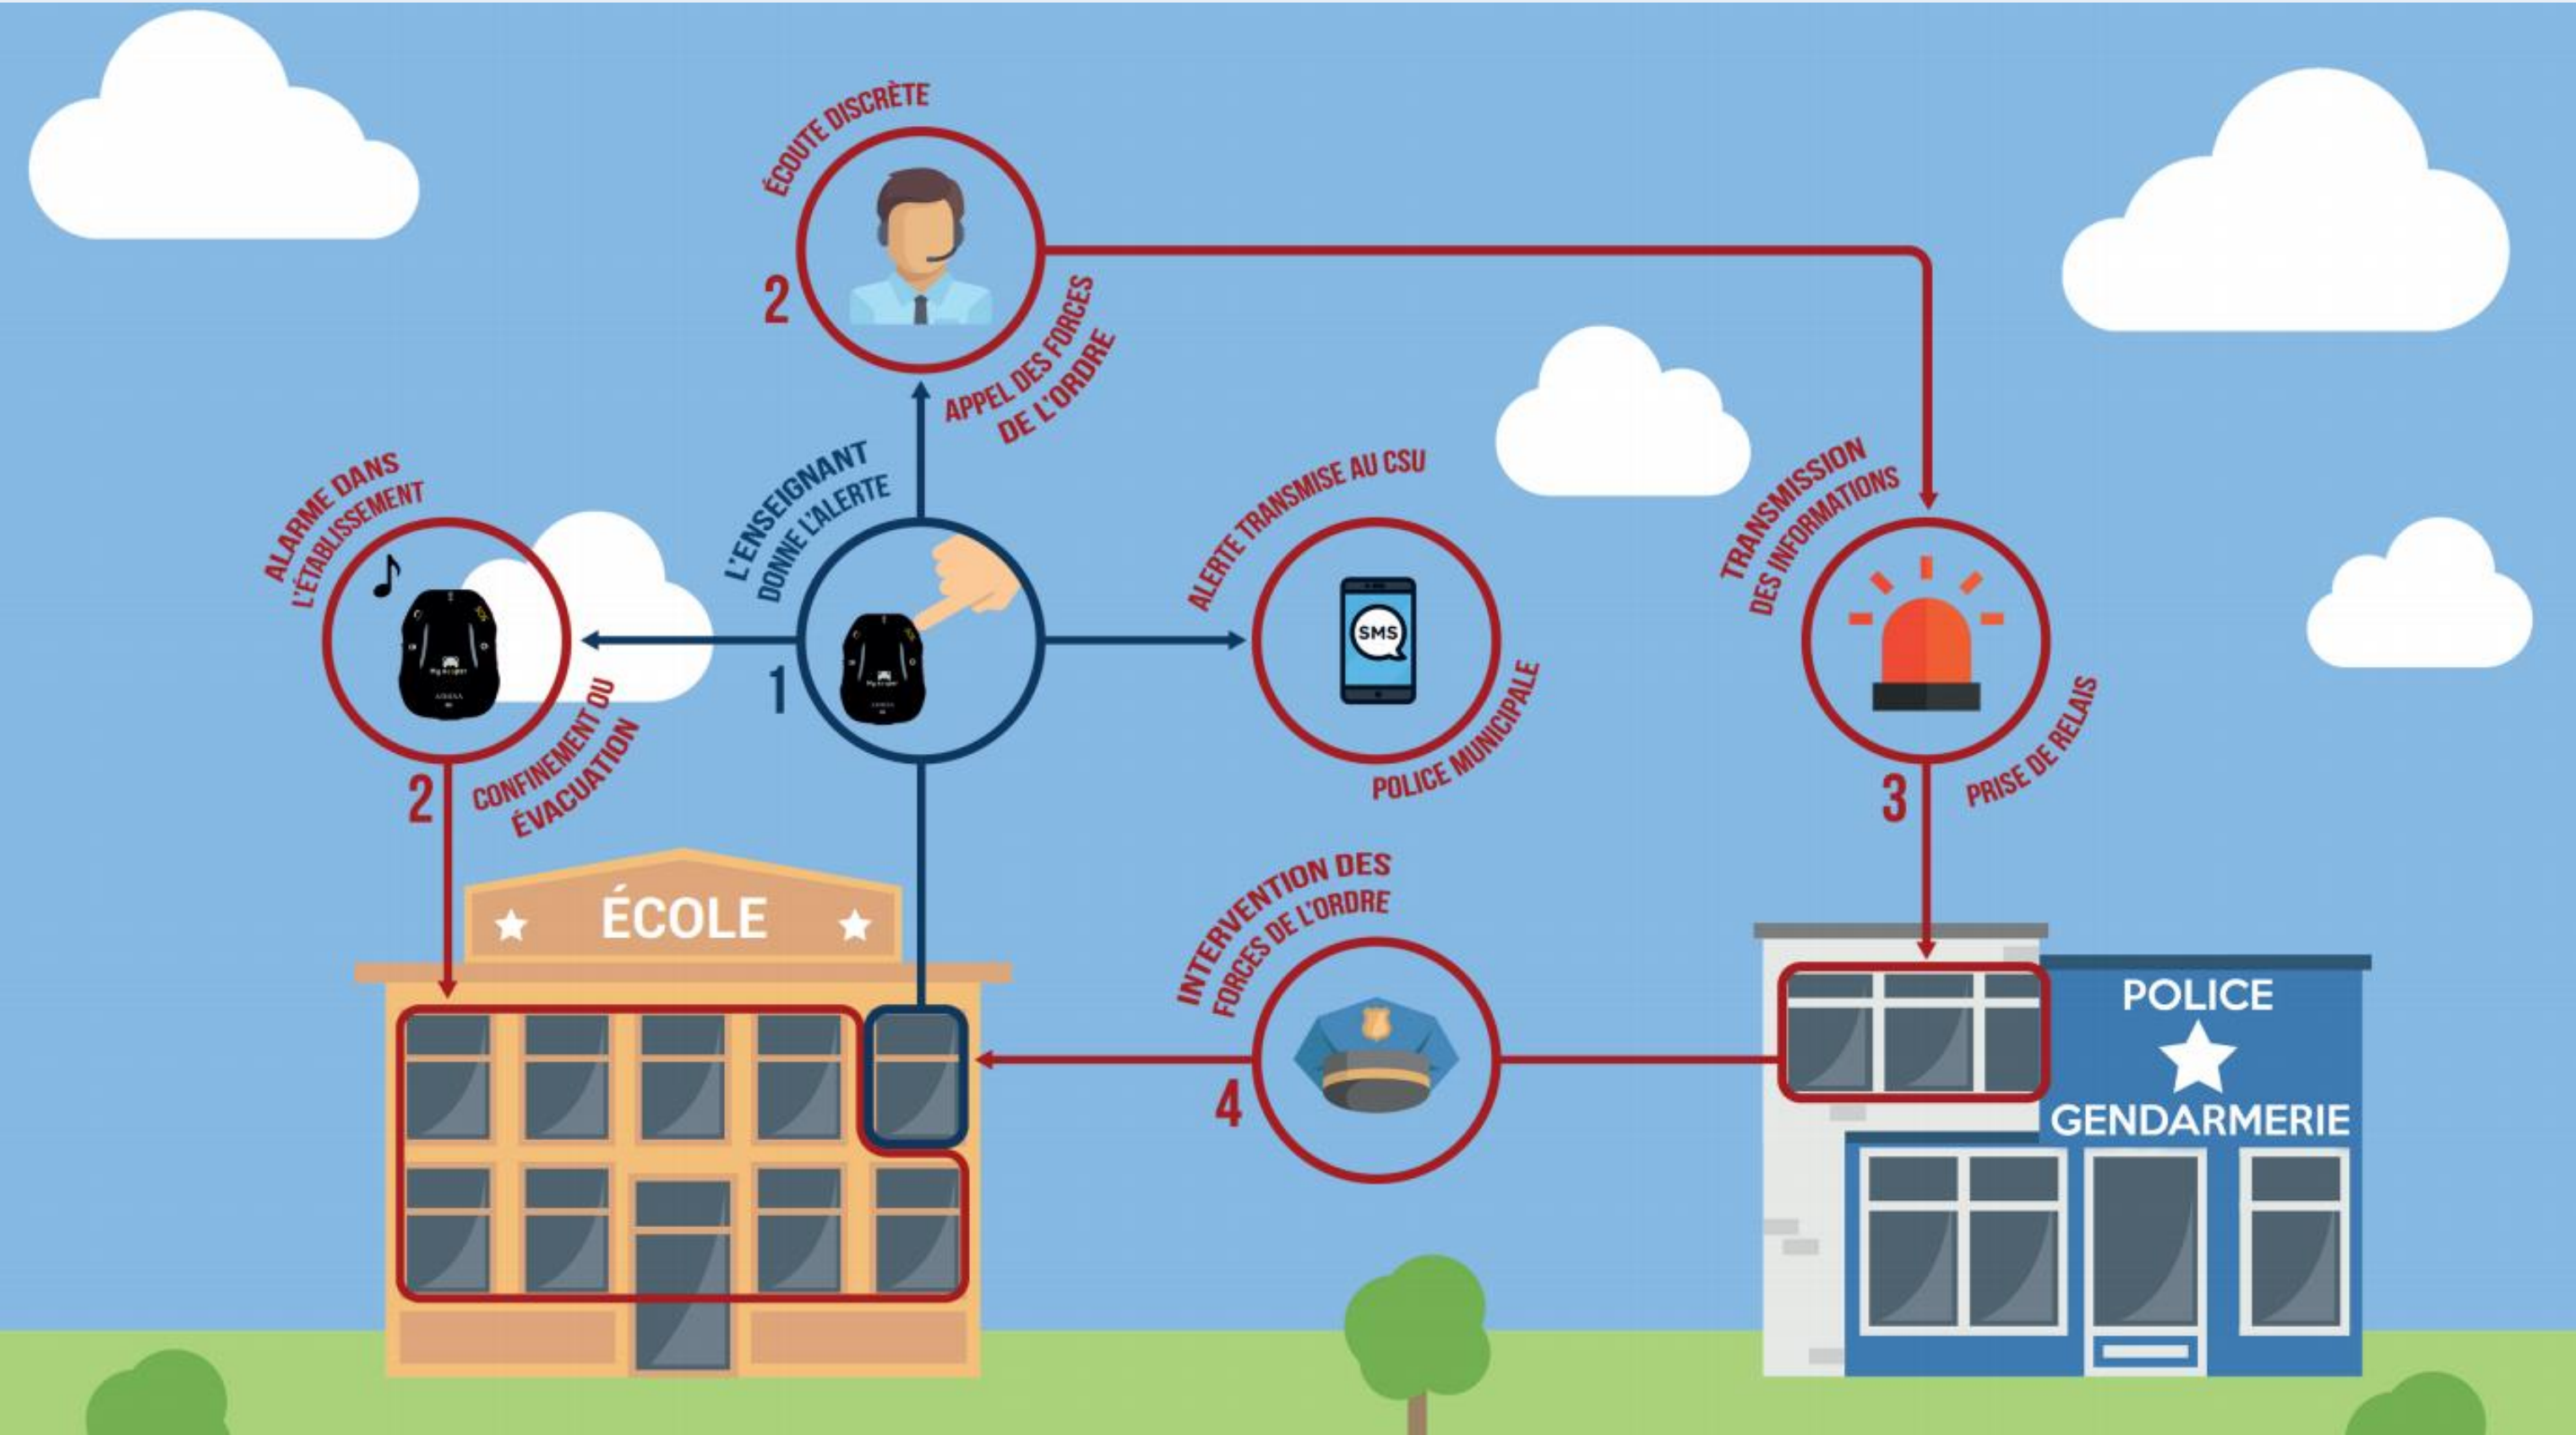 ÉCOUTE DISCRÈTE
2
APPEL DES FORCES
DE L'ORDRE
ALARME DANS
L'ÉTABLISSEMENT
2
CONFINEMENT OU
ÉVACUATION
L'ENSEIGNANT
DONNE L'ALERTE
SOS
1
ALERTE TRANSMISE AU CSU
SMS
POLICE MUNICIPALE
TRANSMISSION
DES INFORMATIONS
3
PRISE DE RELAIS
INTERVENTION DES
FORCES DE L'ORDRE
4
ÉCOLE
POLICE
GENDARMERIE